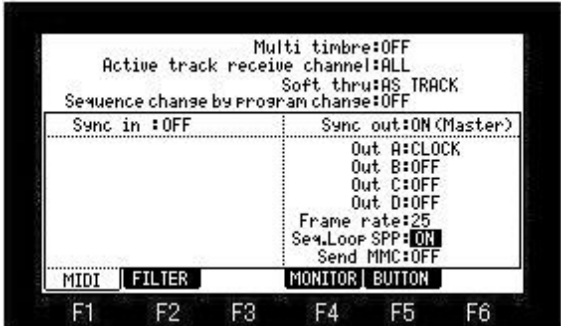 Multi timbre:OFF
Active track receive channel:ALL
Soft thru:AS TRACK
Sequence change by program change:OFF
Sync in :OFF
Sync out:ON(Master)
Out A:CLOCK
Out B:OFF
Out C:OFF
Out D:OFF
Frame rate:25
Seq.Loop SPP:ON
Send MMC:OFF
MIDI FILTER MONITOR BUTTON
F1 F2 F3 F4 F5 F6